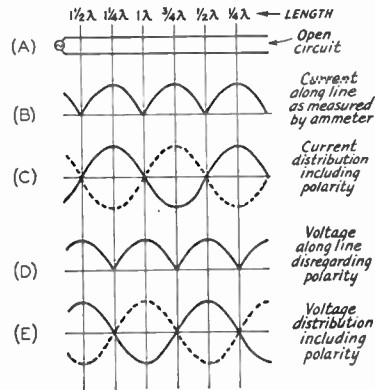 1½λ 1¼λ 1λ ¾λ ½λ ¼λ ← LENGTH
(A)
Open
circuit
(B)
Current
along line
as measured
by ammeter
(C)
Current
distribution
including
polarity
(D)
Voltage
along line
disregarding
polarity
(E)
Voltage
distribution
including
polarity